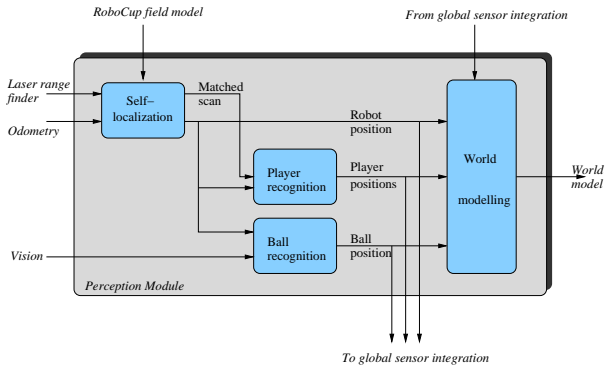 RoboCup field model
From global sensor integration
Laser range
finder
Odometry
Self–
localization
Matched
scan
Robot
position
Player
recognition
Player
positions
World
modelling
World
model
Ball
recognition
Ball
position
Vision
Perception Module
To global sensor integration